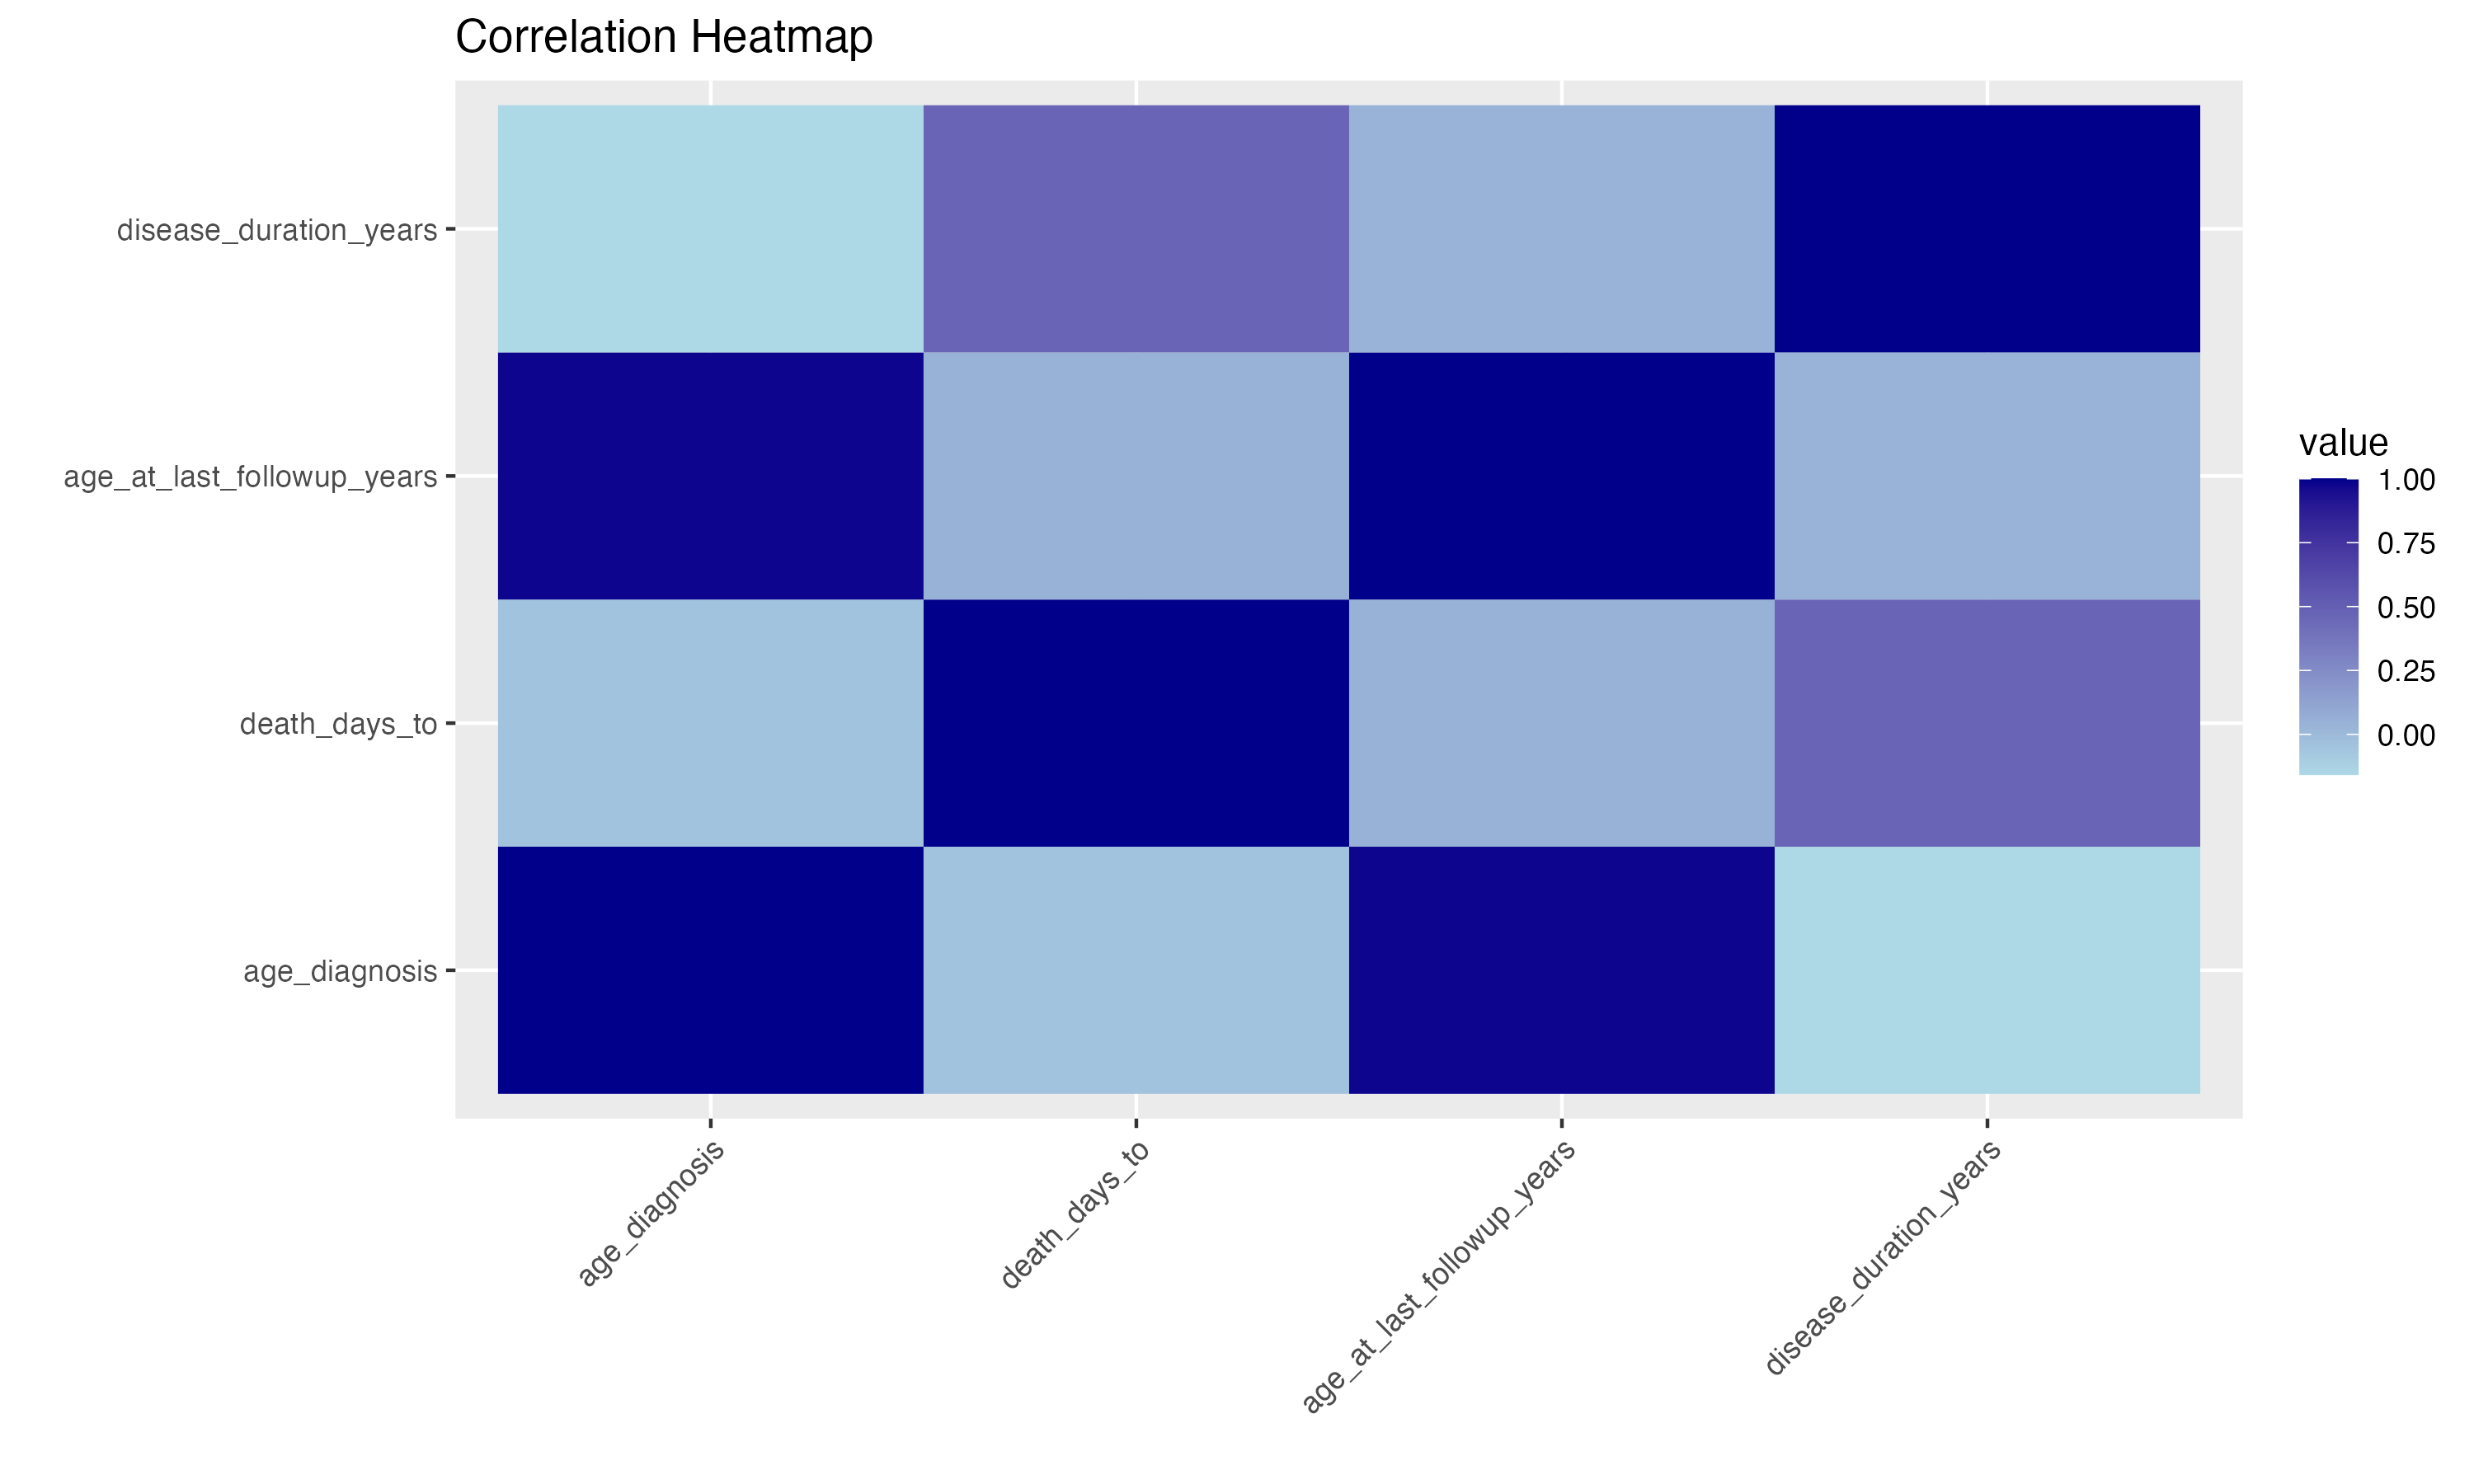 Correlation Heatmap
disease_duration_years
age_at_last_followup_years
death_days_to
age_diagnosis
age_diagnosis
death_days_to
age_at_last_followup_years
disease_duration_years
value
1.00
0.75
0.50
0.25
0.00